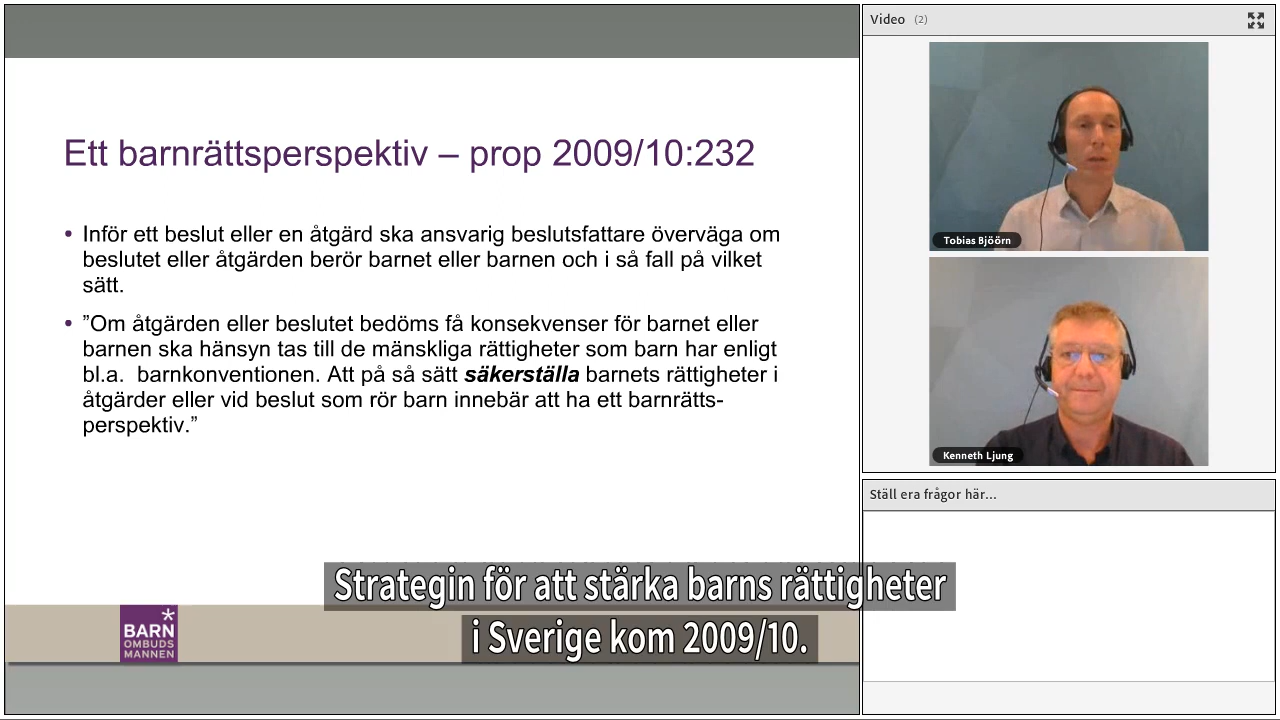 Ett barnrättsperspektiv – prop 2009/10:232
• Inför ett beslut eller en åtgärd ska ansvarig beslutsfattare överväga om
beslutet eller åtgärden berör barnet eller barnen och i så fall på vilket
sätt.
• ”Om åtgärden eller beslutet bedöms få konsekvenser för barnet eller
barnen ska hänsyn tas till de mänskliga rättigheter som barn har enligt
bl.a. barnkonventionen. Att på så sätt säkerställa barnets rättigheter i
åtgärder eller vid beslut som rör barn innebär att ha ett barnrätts-
perspektiv.”
BARN
OMBUDS
MANNEN
Strategin för att stärka barns rättigheter
i Sverige kom 2009/10.
Video (2)
Tobias Bjöörn
Kenneth Ljung
Ställ era frågor här...